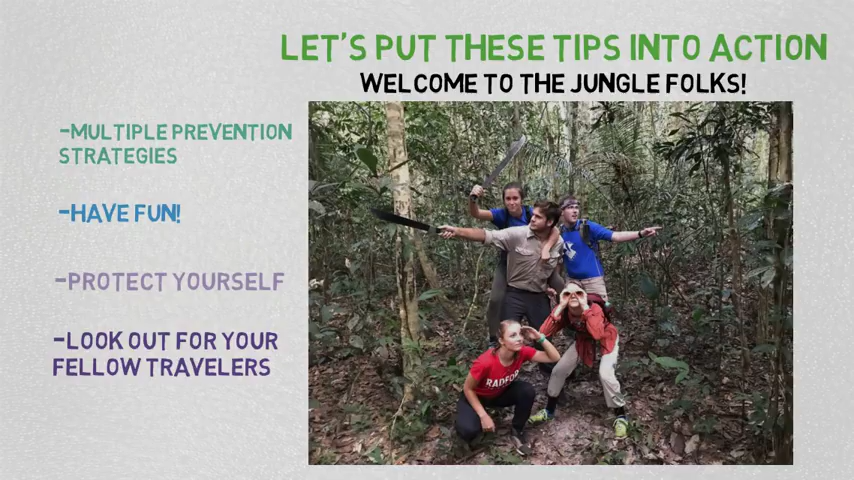 LET'S PUT THESE TIPS INTO ACTION
WELCOME TO THE JUNGLE FOLKS!
-MULTIPLE PREVENTION
STRATEGIES
-HAVE FUN!
-PROTECT YOURSELF
-LOOK OUT FOR YOUR
FELLOW TRAVELERS
RADFOR